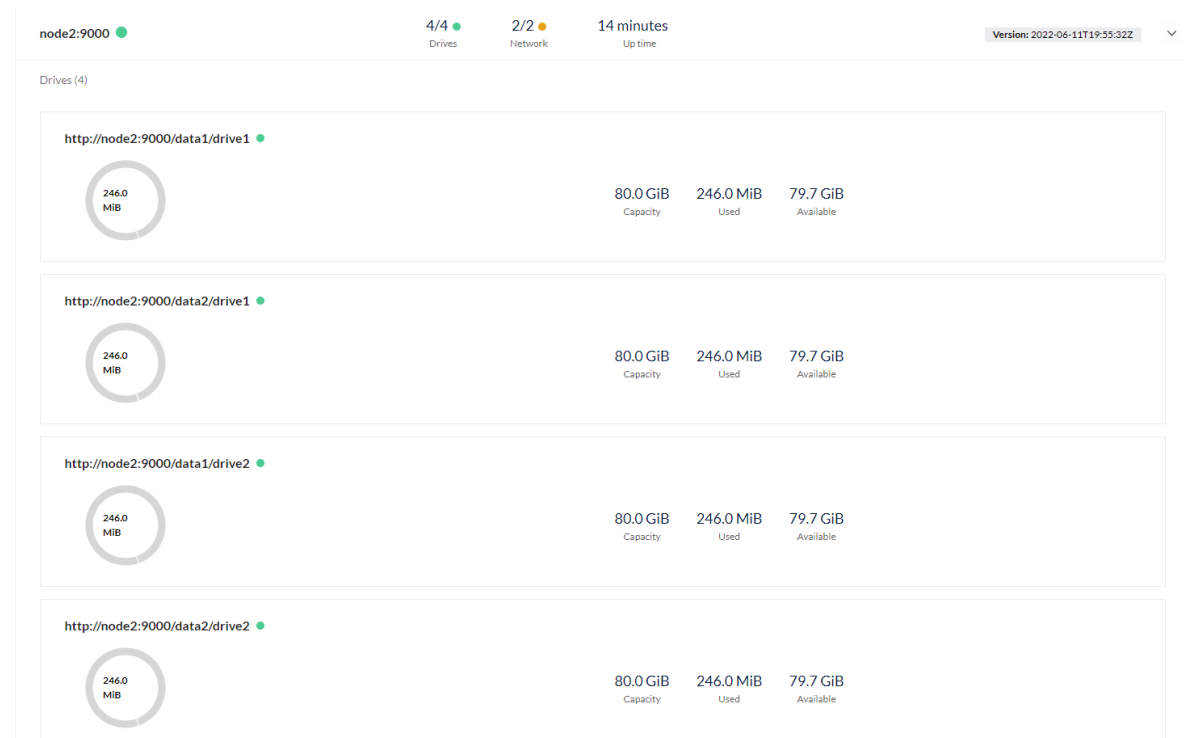 node2:9000 4/4 2/2 14 minutes Version: 2022-06-11T19:55:32Z
Drives Network Up time
Drives (4)
http://node2:9000/data1/drive1
246.0
MiB
80.0 GiB 246.0 MiB 79.7 GiB
Capacity Used Available
http://node2:9000/data2/drive1
246.0
MiB
80.0 GiB 246.0 MiB 79.7 GiB
Capacity Used Available
http://node2:9000/data1/drive2
246.0
MiB
80.0 GiB 246.0 MiB 79.7 GiB
Capacity Used Available
http://node2:9000/data2/drive2
246.0
MiB
80.0 GiB 246.0 MiB 79.7 GiB
Capacity Used Available